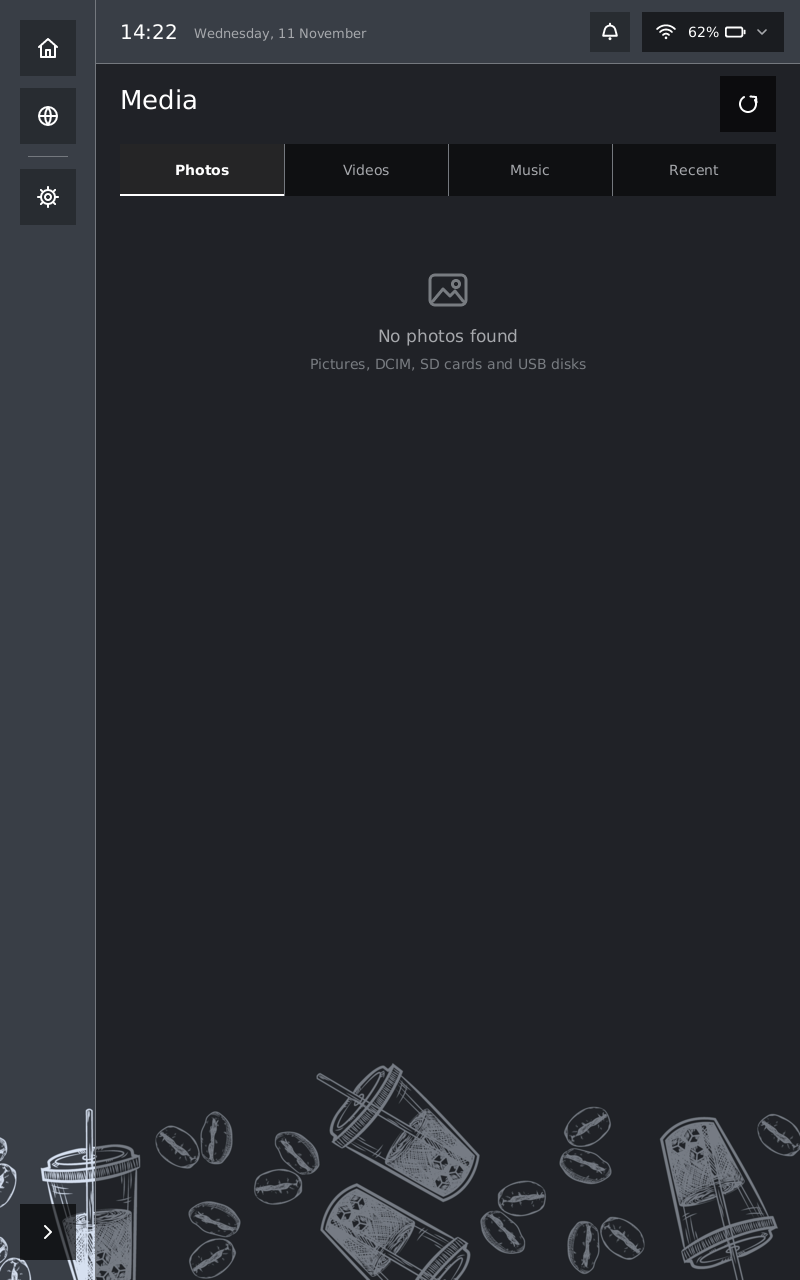 14:22 Wednesday, 11 November 62%
Media
Photos Videos Music Recent
No photos found
Pictures, DCIM, SD cards and USB disks